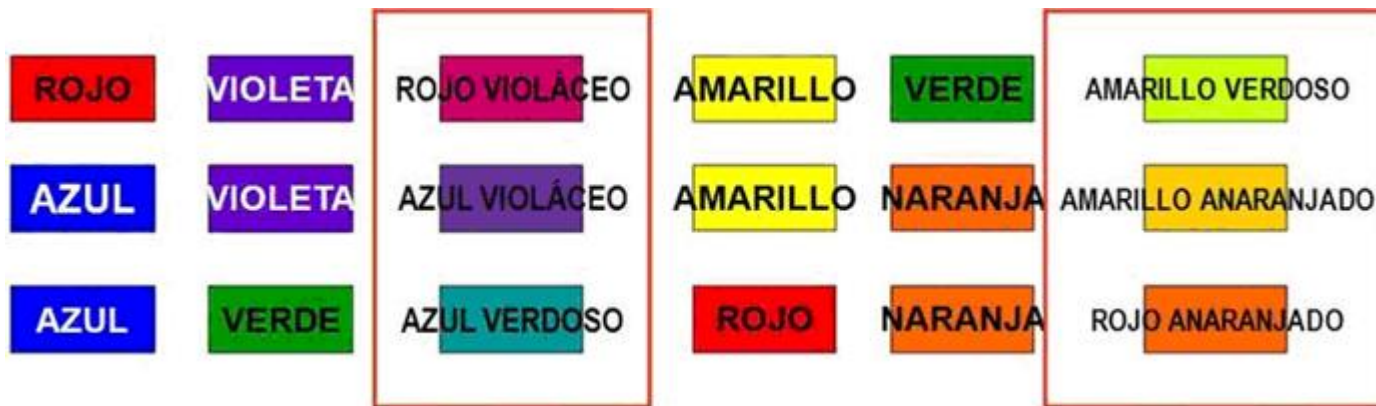 ROJO VIOLETA ROJO VIOLÁCEO AMARILLO VERDE AMARILLO VERDOSO
AZUL VIOLETA AZUL VIOLÁCEO AMARILLO NARANJA AMARILLO ANARANJADO
AZUL VERDE AZUL VERDOSO ROJO NARANJA ROJO ANARANJADO